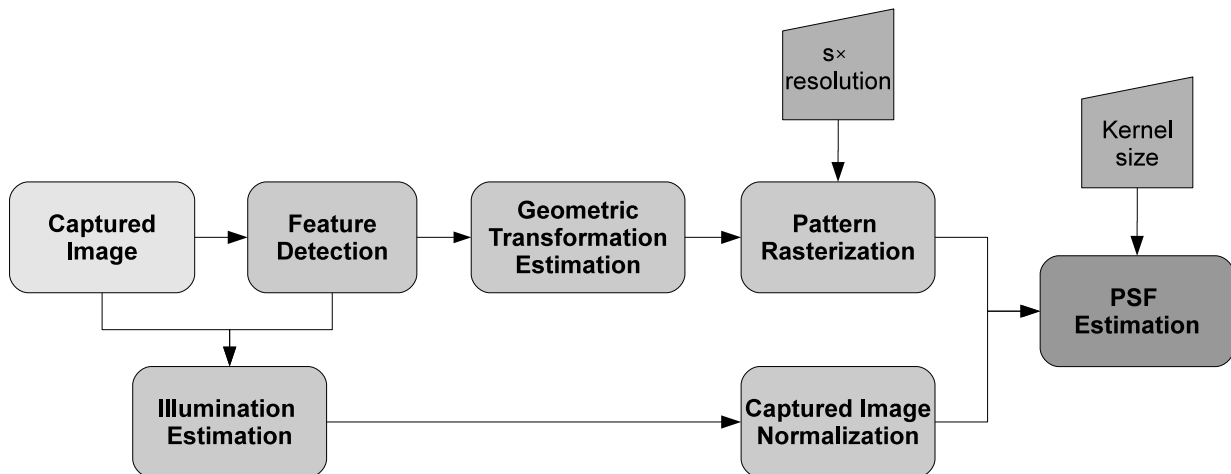 s×
resolution
Kernel
size
Captured
Image
Feature
Detection
Geometric
Transformation
Estimation
Pattern
Rasterization
PSF
Estimation
Illumination
Estimation
Captured Image
Normalization